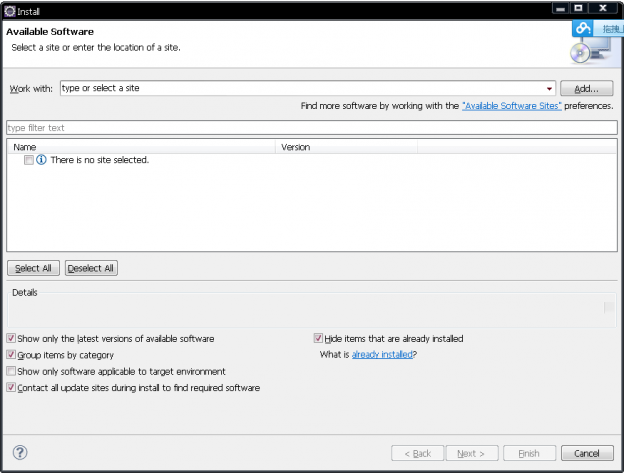 Install
Available Software
Select a site or enter the location of a site.
拖拽上
Work with: type or select a site Add...
Find more software by working with the "Available Software Sites" preferences.
type filter text
Name Version
There is no site selected.
Select All Deselect All
Details
Show only the latest versions of available software
Hide items that are already installed
Group items by category
What is already installed?
Show only software applicable to target environment
Contact all update sites during install to find required software
< Back Next > Finish Cancel